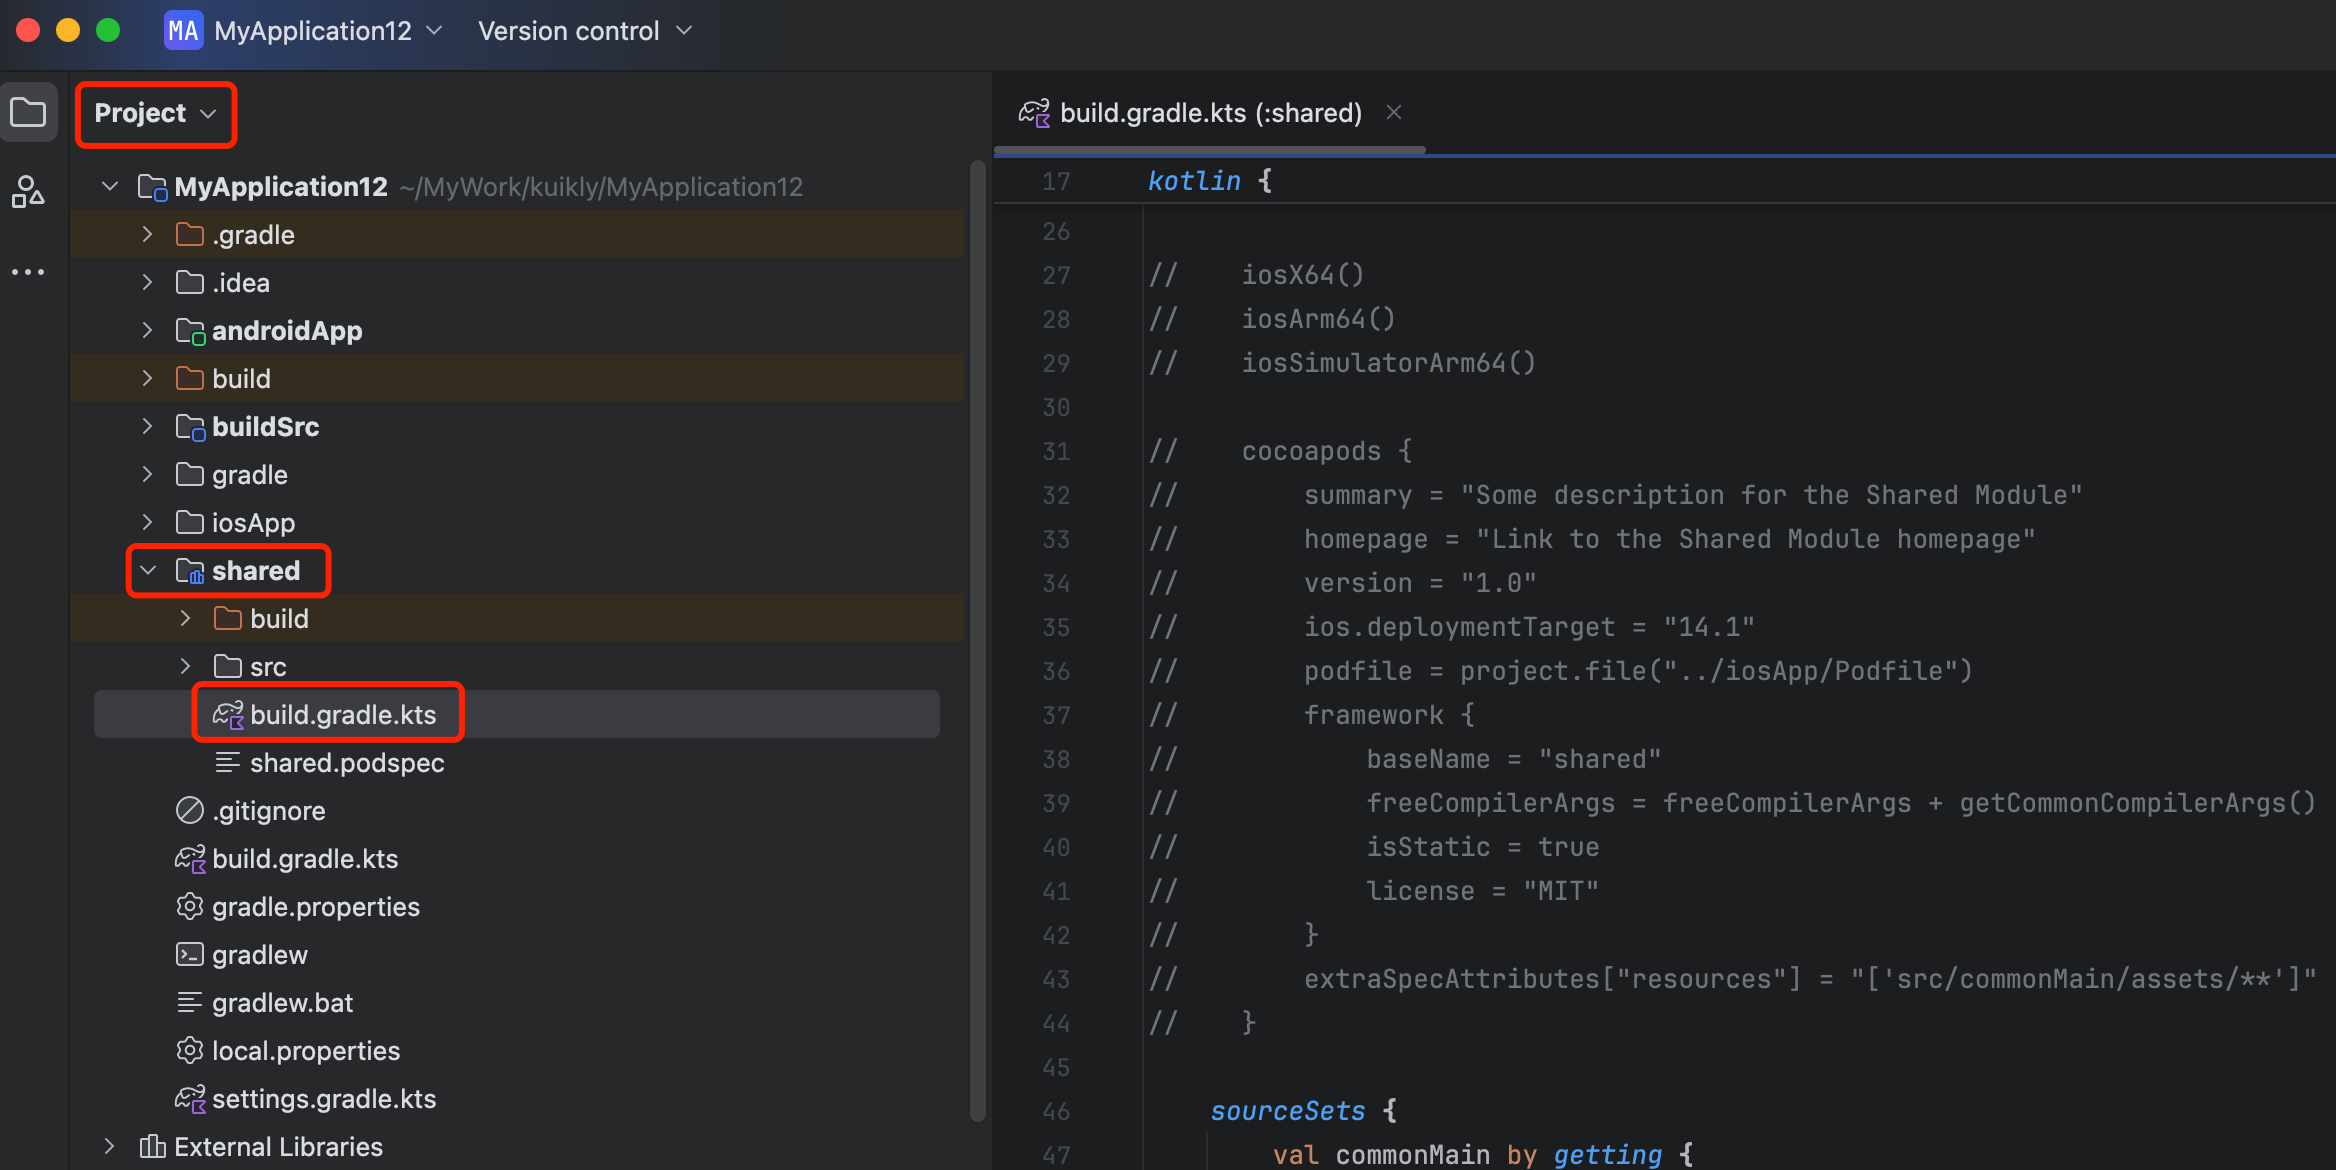 MA MyApplication12 Version control
Project
MyApplication12 ~/MyWork/kuikly/MyApplication12
.gradle
.idea
androidApp
build
buildSrc
gradle
iosApp
shared
build
src
build.gradle.kts
shared.podspec
.gitignore
build.gradle.kts
gradle.properties
gradlew
gradlew.bat
local.properties
settings.gradle.kts
External Libraries
build.gradle.kts (:shared)
17 kotlin {
26
27 // iosX64()
28 // iosArm64()
29 // iosSimulatorArm64()
30
31 // cocoapods {
32 // summary = "Some description for the Shared Module"
33 // homepage = "Link to the Shared Module homepage"
34 // version = "1.0"
35 // ios.deploymentTarget = "14.1"
36 // podfile = project.file("../iosApp/Podfile")
37 // framework {
38 // baseName = "shared"
39 // freeCompilerArgs = freeCompilerArgs + getCommonCompilerArgs()
40 // isStatic = true
41 // license = "MIT"
42 // }
43 // extraSpecAttributes["resources"] = "['src/commonMain/assets/**']"
44 // }
45
46 sourceSets {
47 val commonMain by getting {